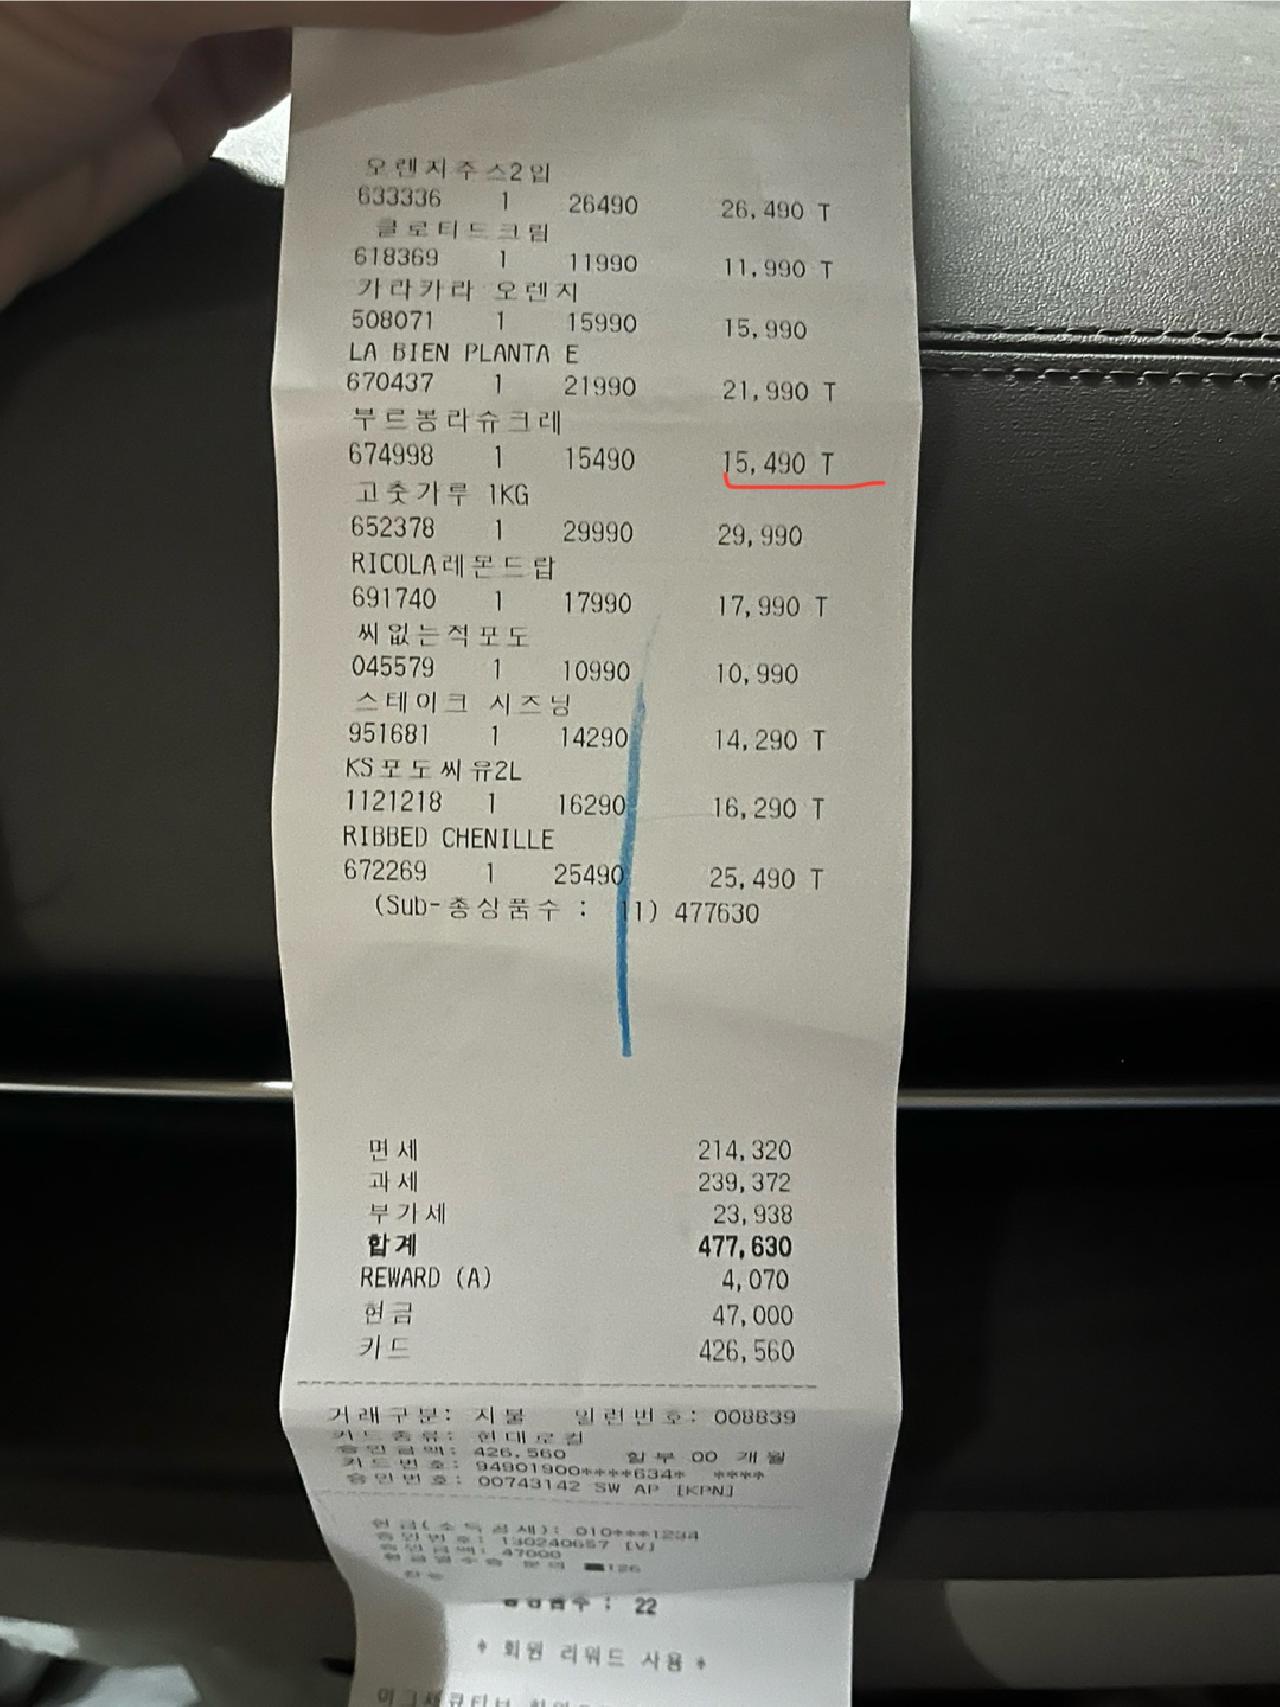 오렌지주스2입
633336 1 26490 26,490 T
클로티드크림
618369 1 11990 11,990 T
카라카라 오렌지
508071 1 15990 15,990
LA BIEN PLANTA E
670437 1 21990 21,990 T
부르봉라슈크레
674998 1 15490 15,490 T
고춧가루 1KG
652378 1 29990 29,990
RICOLA레몬드랍
691740 1 17990 17,990 T
씨없는적포도
045579 1 10990 10,990
스테이크 시즈닝
951681 1 14290 14,290 T
KS포도씨유2L
1121218 1 16290 16,290 T
RIBBED CHENILLE
672269 1 25490 25,490 T
(Sub-총상품수 : 11) 477630
면세 214,320
과세 239,372
부가세 23,938
합계 477,630
REWARD (A) 4,070
현금 47,000
카드 426,560
거래구분: 지불 일련번호: 008839
카드종류: 현대로컬
승인금액: 426,560 할부 00 개월
카드번호: 94901900****634* ****
승인번호: 00743142 SW AP [KPN]
현금(소득공제): 010***1234
승인번호: 130240657 [V]
승인금액: 47000
현금영수증 문의 ☎126
: 22
* 회원 리워드 사용 *